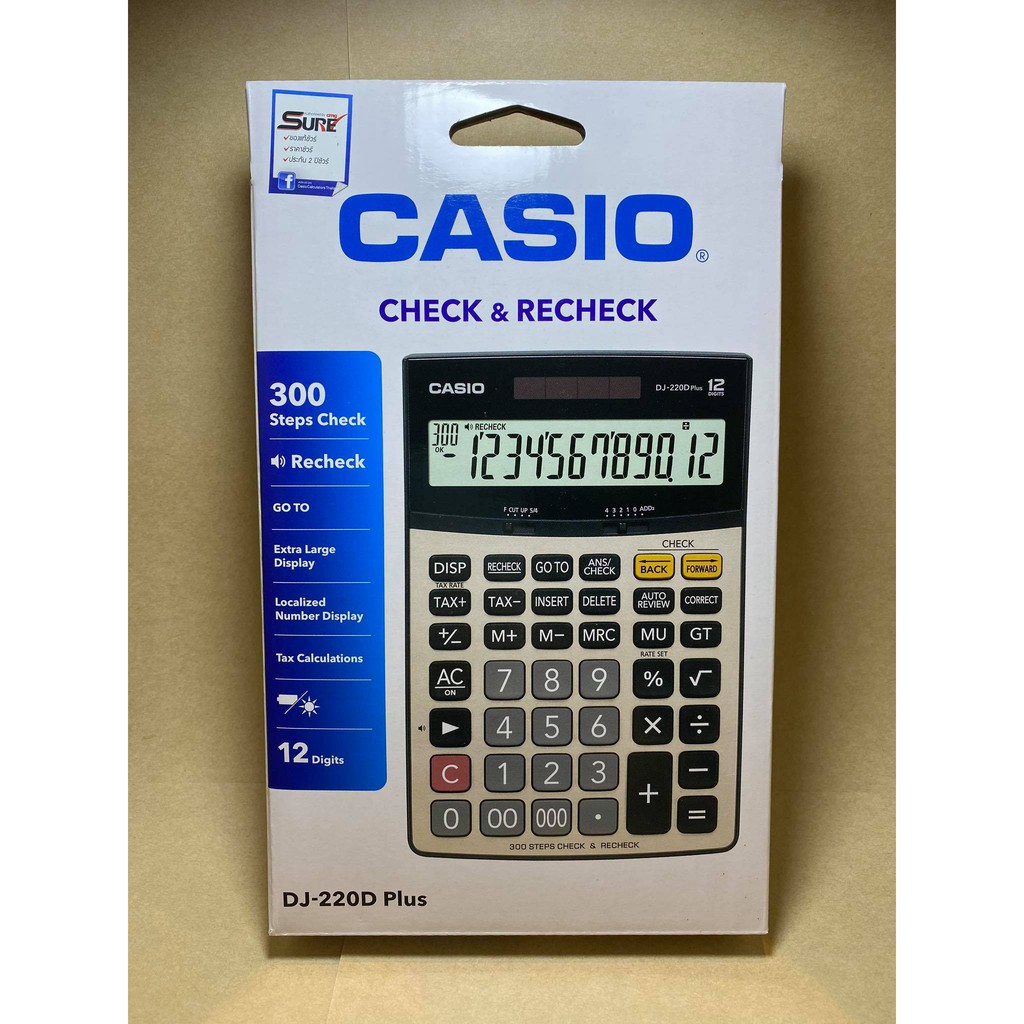 SURE
ของแท้ชัวร์
ราคาชัวร์
ประกัน 2 ปีชัวร์
f
CASIO®
CHECK & RECHECK
300
Steps Check
Recheck
GO TO
Extra Large
Display
Localized
Number Display
Tax Calculations
12 Digits
CASIO
DJ-220D Plus 12
DIGITS
300 RECHECK
OK
-1'234'567'890.12
F CUT UP 5/4
4 3 2 1 0 ADD2
CHECK
DISP RECHECK GO TO ANS/CHECK BACK FORWARD
TAX RATE
TAX+ TAX− INSERT DELETE AUTO REVIEW CORRECT
+/− M+ M− MRC MU GT
RATE SET
AC ON 7 8 9 % √
▶ 4 5 6 × ÷
C 1 2 3 + −
0 00 000 · =
300 STEPS CHECK & RECHECK
DJ-220D Plus